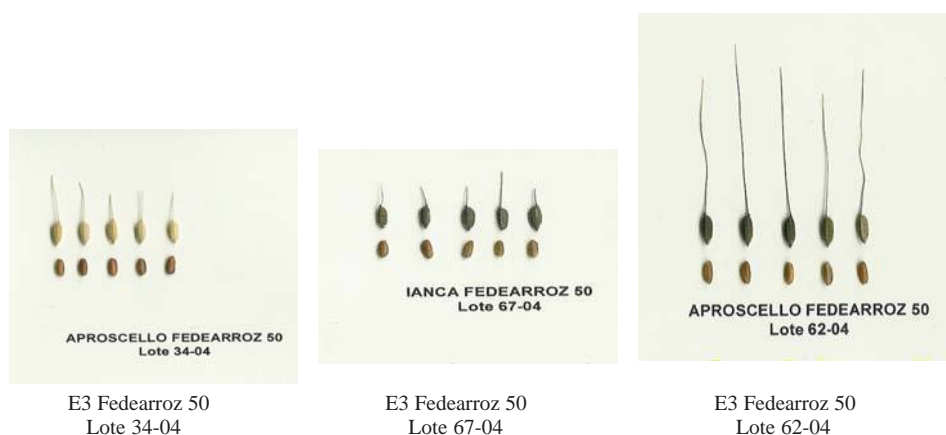 APROSCELLO FEDEARROZ 50
Lote 34-04
IANCA FEDEARROZ 50
Lote 67-04
APROSCELLO FEDEARROZ 50
Lote 62-04
E3 Fedearroz 50
Lote 34-04
E3 Fedearroz 50
Lote 67-04
E3 Fedearroz 50
Lote 62-04